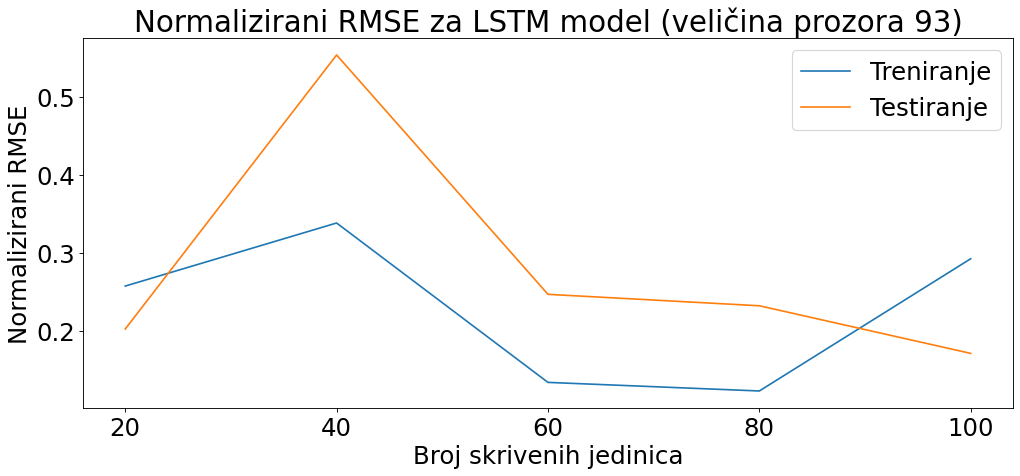 Normalizirani RMSE za LSTM model (veličina prozora 93)
Treniranje
Testiranje
Normalizirani RMSE
0.5
0.4
0.3
0.2
20 40 60 80 100
Broj skrivenih jedinica